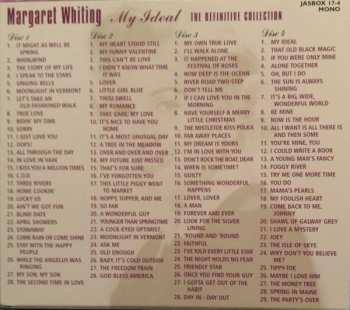 Margaret Whiting My Ideal THE DEFINITIVE COLLECTION
JASBOX 17-4
MONO
Disc 1
1. IT MIGHT AS WELL BE
SPRING
2. WHIRLWIND
3. THE STORY OF MY LIFE
4. I SPEAK TO THE STARS
5. SINGING BELLS
6. MOONLIGHT IN VERMONT
7. LET'S TAKE AN
OLD-FASHIONED WALK
8. TRUE LOVE
9. BEIN' MY TIME
10. SORRY
11. I JUST LOVE YOU
12. OOPS!
13. ALL THROUGH THE DAY
14. IN LOVE IN VAIN
15. I KISS YOU A MILLION TIMES
16. C.O.D.
17. FIVE RIVERS
18. HOME COOKIN'
19. LUCKY US
20. AIN'T WE GOT FUN
21. BLIND DATE
22. APRIL SHOWERS
23. STOWAWAY
24. COME RAIN OR COME SHINE
25. STAY WITH THE HAPPY
PEOPLE
26. WHILE THE ANGELUS WAS
RINGING
27. MY SON, MY SON
28. THE SECOND TIME IN LOVE
Disc 2
1. MY HEART STOOD STILL
2. MY FUNNY VALENTINE
3. THIS CAN'T BE LOVE
4. I DIDN'T KNOW WHAT TIME
IT WAS
5. LOVER
6. LITTLE GIRL BLUE
7. THOU SWELL
8. MY ROMANCE
9. TAKE CARE, MY LOVE
10. IT'S NICE TO HAVE YOU
HOME
11. IT'S A MOST UNUSUAL DAY
12. A TREE IN THE MEADOW
13. OVER AND OVER AND OVER
14. MY FUTURE JUST PASSED
15. THAT'S FOR SURE
16. FORGIVING YOU
17. THIS LITTLE PIGGY WENT
TO MARKET
18. HOPPY TOPPER, AND ME
19. SO FAR
20. A WONDERFUL GUY
21. YOUNGER THAN SPRINGTIME
22. A COCK-EYED OPTIMIST
23. MOONLIGHT IN VERMONT
24. ASK ME
25. OLD ENOUGH
26. BABY, IT'S COLD OUTSIDE
27. THE FREEDOM TRAIN
28. GOD BLESS AMERICA
Disc 3
1. MY OWN TRUE LOVE
2. I'LL WALK ALONE
3. IT HAPPENED AT THE
FESTIVAL OF ROSES
4. HOW DEEP IS THE OCEAN
5. RIVER ROAD TWO-STEP
6. DON'T TELL ME
7. IF I CAN LOVE YOU IN THE
MORNING
8. HAVE YOURSELF A MERRY
LITTLE CHRISTMAS
9. THE MISTLETOE KISS POLKA
10. FAR AWAY PLACES
11. MY DREAM IS YOURS
12. I'M IN LOVE WITH YOU
13. DON'T ROCK THE BOAT, DEAR
14. WHEN IS SOMETIME?
15. GUILTY
16. SOMETHING WONDERFUL
HAPPENS
17. LOVER, LOVER
18. A MAN
19. FOREVER AND EVER
20. LOOK FOR THE SILVER
LINING
21. 'ROUND AND 'ROUND
22. FAITHFUL
23. I'VE TOLD EVERY LITTLE STAR
24. THE NIGHT HOLDS NO FEAR
25. FRIENDLY STAR
26. ONCE YOU FIND YOUR GUY
27. I GOTTA GET OUT OF THE
HABIT
28. DAY IN - DAY OUT
Disc 4
1. MY IDEAL
2. THAT OLD BLACK MAGIC
3. IF YOU WERE ONLY MINE
4. ALONE TOGETHER
5. OH, BUT I DO
6. THE SUN IS ALWAYS
SHINING
7. IT'S A BIG, WIDE,
WONDERFUL WORLD
8. BE MINE
9. NOW IS THE HOUR
10. ALL I WANT IS ALL THERE IS
AND THEN SOME
11. YOU'RE MINE, YOU
12. I COULD WRITE A BOOK
13. A YOUNG MAN'S FANCY
14. FOGGY RIVER
15. TRY ME ONE MORE TIME
16. YOU DO
17. MAMA'S PEARLS
18. MY FOOLISH HEART
19. COME BACK TO ME,
JOHNNY
20. SHAWL OF GALWAY GREY
21. I LOVE A MYSTERY
22. JOEY
23. THE ISLE OF SKYE
24. WHY DON'T YOU BELIEVE
ME?
25. TIPPY-TOE
26. MAYBE I LOVE HIM
27. THE MONEY TREE
28. SPRING IN MAINE
29. THE PARTY'S OVER